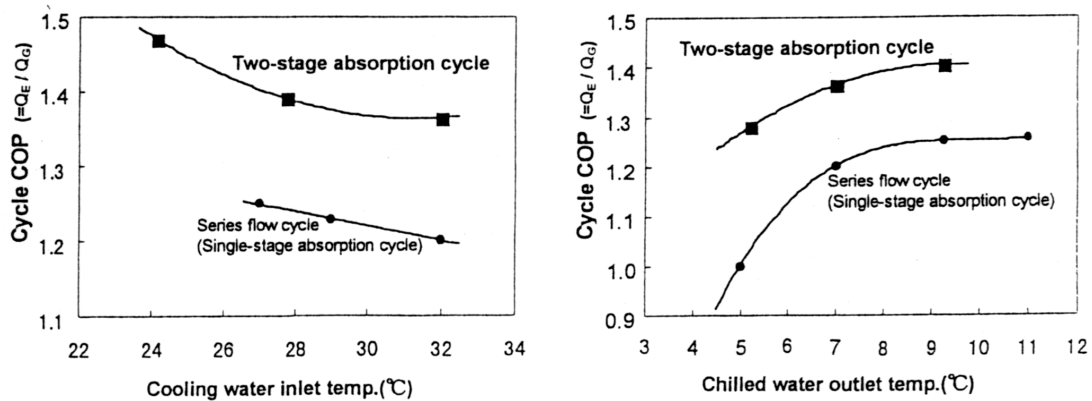 Cycle COP (=QE / QG)
1.5
1.4
1.3
1.2
1.1
Two-stage absorption cycle
Series flow cycle
(Single-stage absorption cycle)
22 24 26 28 30 32 34
Cooling water inlet temp.(℃)
Cycle COP (=QE / QG)
1.5
1.4
1.3
1.2
1.1
1.0
0.9
Two-stage absorption cycle
Series flow cycle
(Single-stage absorption cycle)
3 4 5 6 7 8 9 10 11 12
Chilled water outlet temp.(℃)